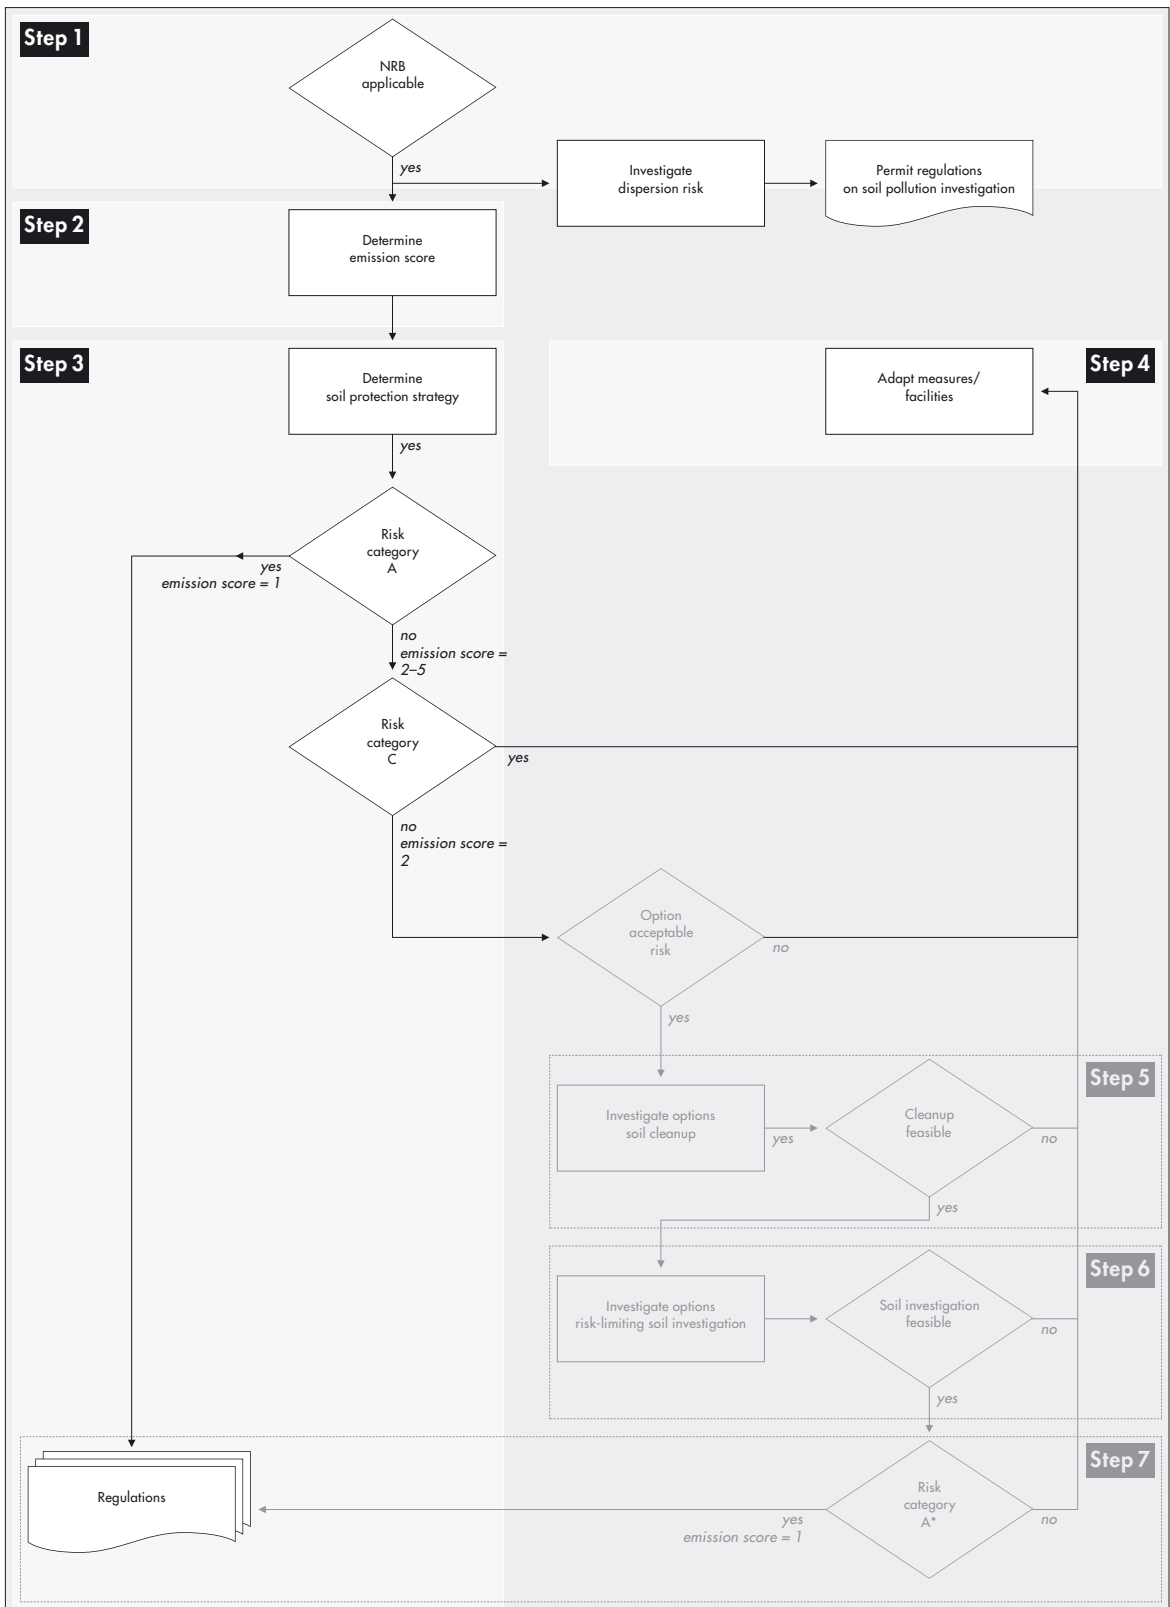 Step 1
NRB
applicable
yes
Investigate
dispersion risk
Permit regulations
on soil pollution investigation
Step 2
Determine
emission score
Step 3
Determine
soil protection strategy
Step 4
Adapt measures/
facilities
yes
Risk
category
A
yes
emission score = 1
no
emission score =
2–5
Risk
category
C
yes
no
emission score =
2
Option
acceptable
risk
no
yes
Step 5
Investigate options
soil cleanup
yes
Cleanup
feasible
no
yes
Step 6
Investigate options
risk-limiting soil investigation
Soil investigation
feasible
no
yes
Step 7
Regulations
Risk
category
A*
yes
emission score = 1
no